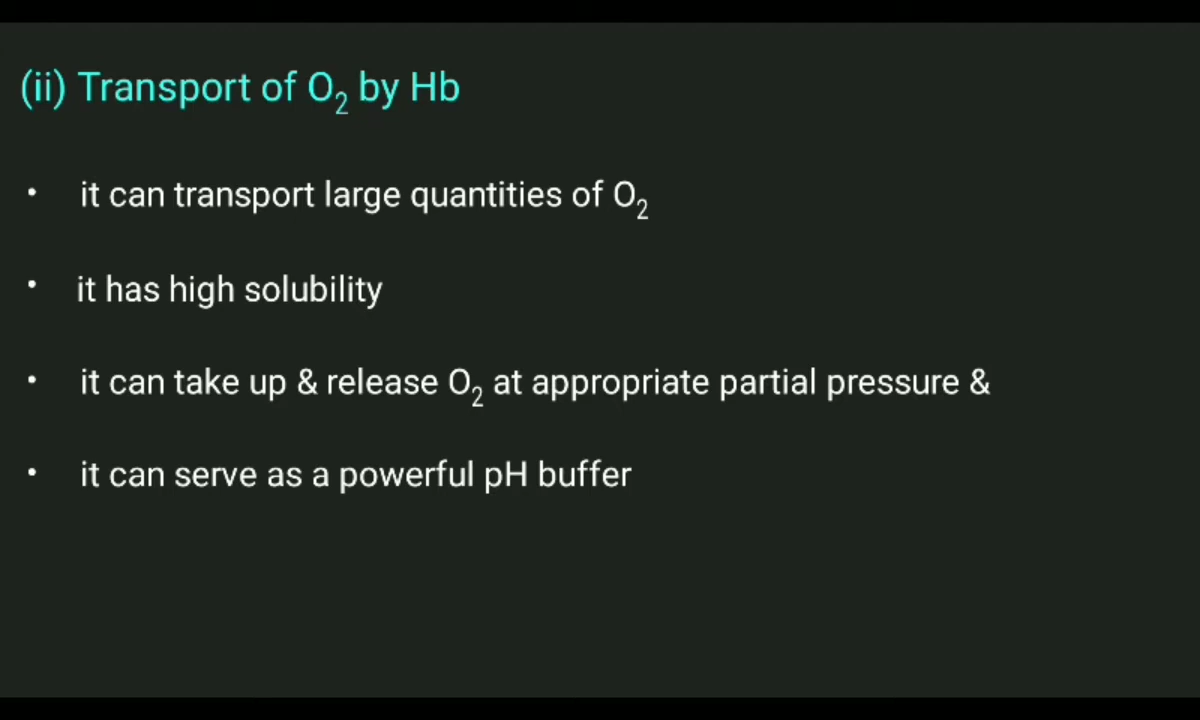 (ii) Transport of O₂ by Hb
• it can transport large quantities of O₂
• it has high solubility
• it can take up & release O₂ at appropriate partial pressure &
• it can serve as a powerful pH buffer